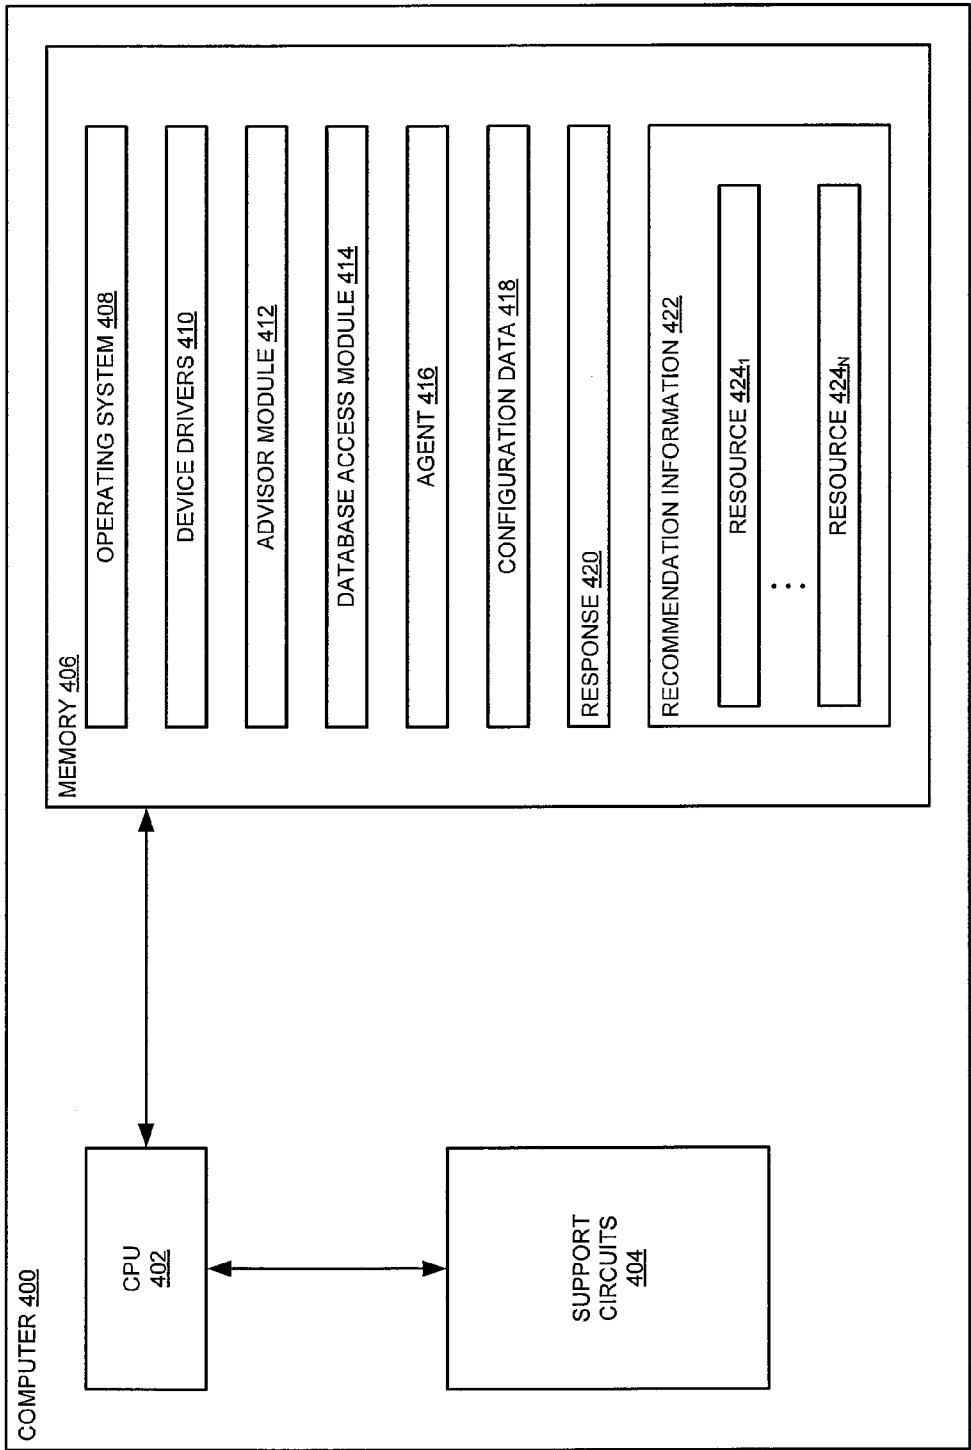 COMPUTER 400
CPU
402
SUPPORT
CIRCUITS
404
MEMORY 406
OPERATING SYSTEM 408
DEVICE DRIVERS 410
ADVISOR MODULE 412
DATABASE ACCESS MODULE 414
AGENT 416
CONFIGURATION DATA 418
RESPONSE 420
RECOMMENDATION INFORMATION 422
RESOURCE 424₁
...
RESOURCE 424N